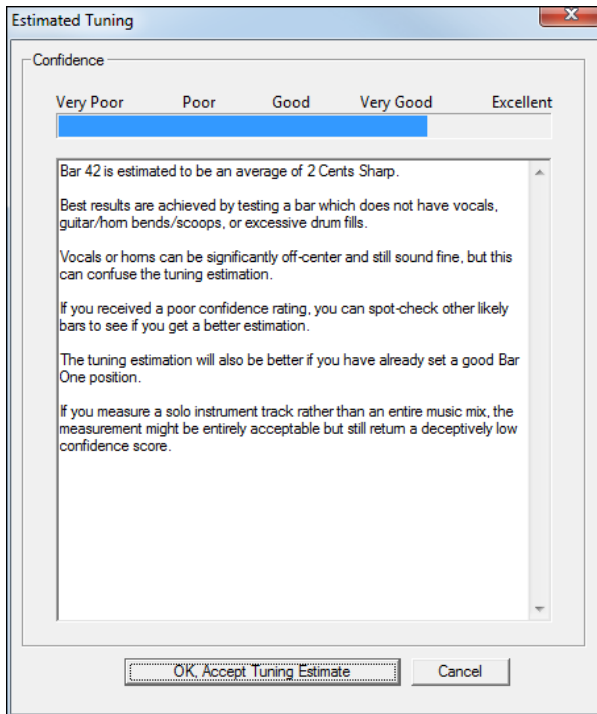 Estimated Tuning
Confidence
Very Poor Poor Good Very Good Excellent
Bar 42 is estimated to be an average of 2 Cents Sharp.
Best results are achieved by testing a bar which does not have vocals,
guitar/horn bends/scoops, or excessive drum fills.
Vocals or horns can be significantly off-center and still sound fine, but this
can confuse the tuning estimation.
If you received a poor confidence rating, you can spot-check other likely
bars to see if you get a better estimation.
The tuning estimation will also be better if you have already set a good Bar
One position.
If you measure a solo instrument track rather than an entire music mix, the
measurement might be entirely acceptable but still return a deceptively low
confidence score.
OK, Accept Tuning Estimate Cancel